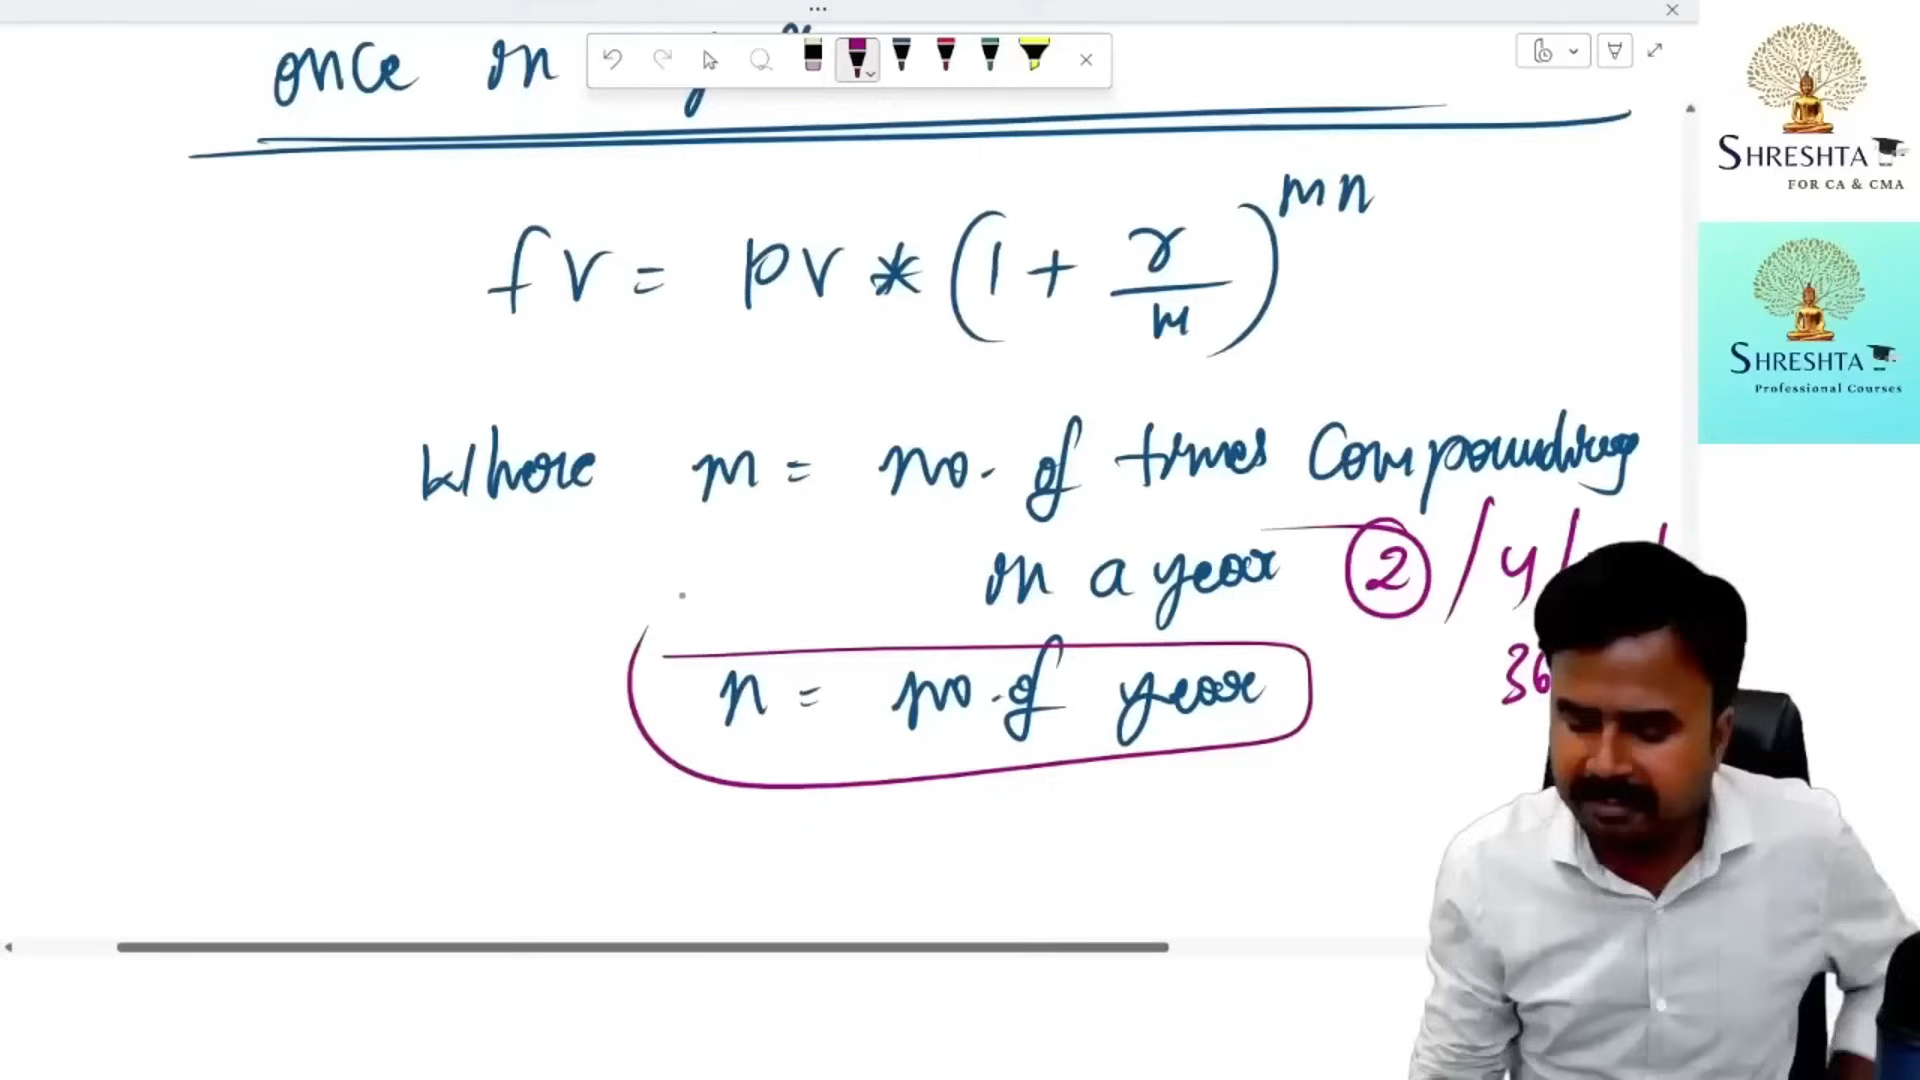 once in
SHRESHTA
FOR CA & CMA
fv = pv * (1 + r/m)^mn
SHRESHTA
Professional Courses
Where m = no. of times Compounding
in a year 2 / 4 /
n = no. of year